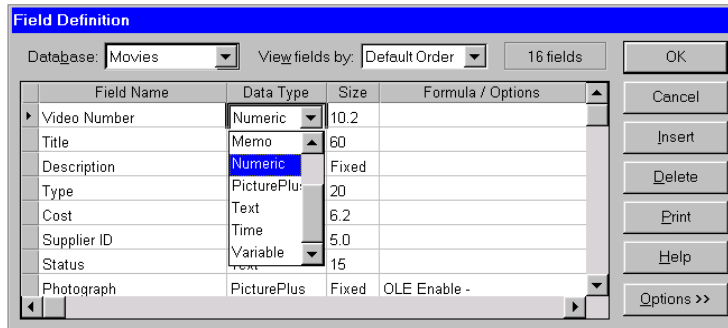 Field Definition
Database: Movies View fields by: Default Order 16 fields OK
Field Name Data Type Size Formula / Options Cancel
Video Number Numeric 10.2
Title Memo 60 Insert
Description Numeric Fixed
Type PicturePlus 20 Delete
Cost Text 6.2 Print
Supplier ID Time 5.0
Status Variable 15 Help
Photograph PicturePlus Fixed OLE Enable - Options >>